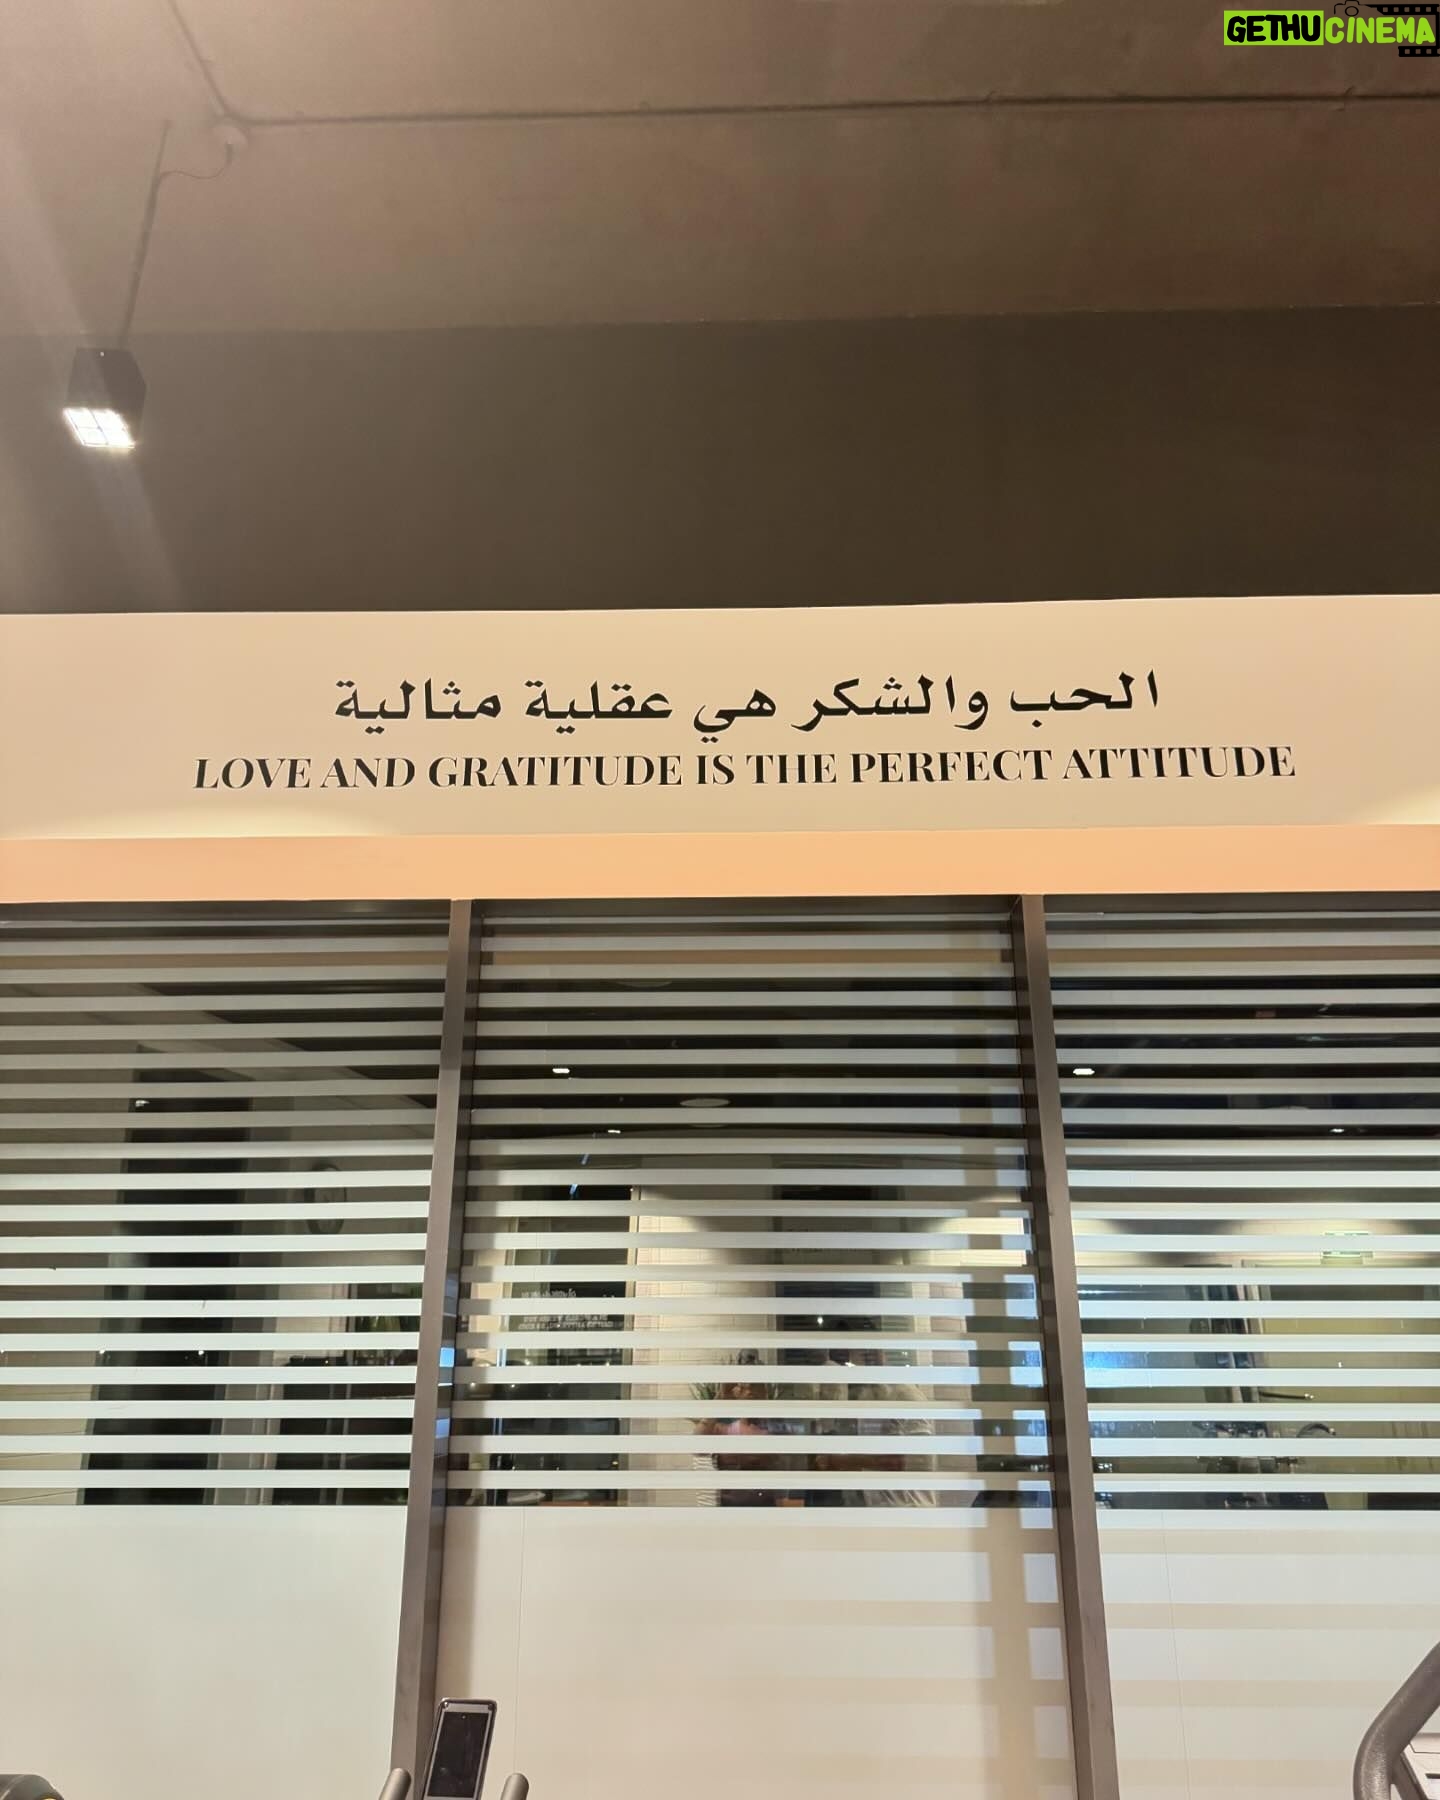 GETHUCINEMA
الحب والشكر هي عقلية مثالية
LOVE AND GRATITUDE IS THE PERFECT ATTITUDE